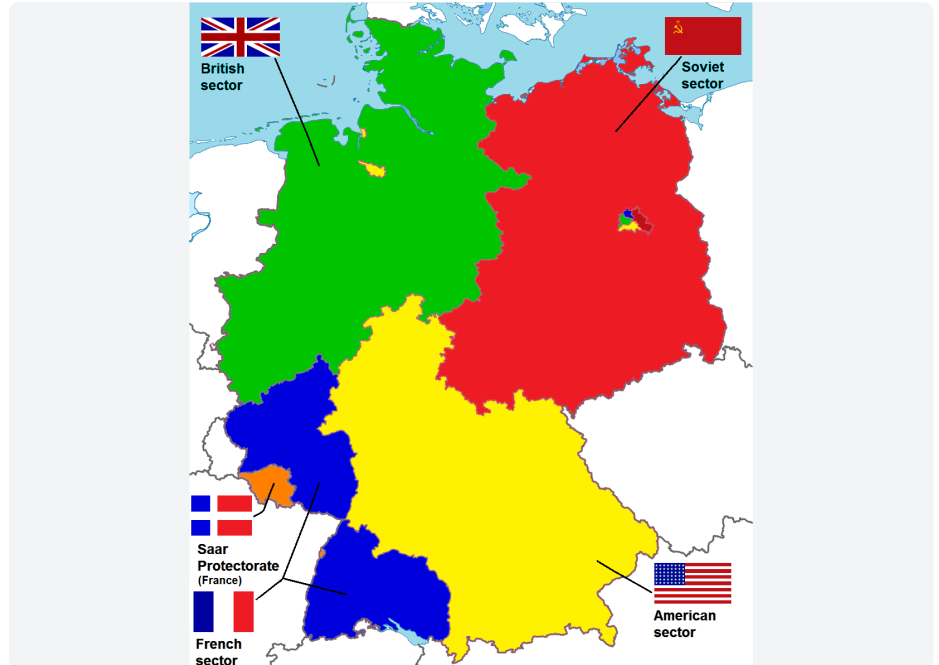 British
sector
Soviet
sector
Saar
Protectorate
(France)
French
sector
American
sector